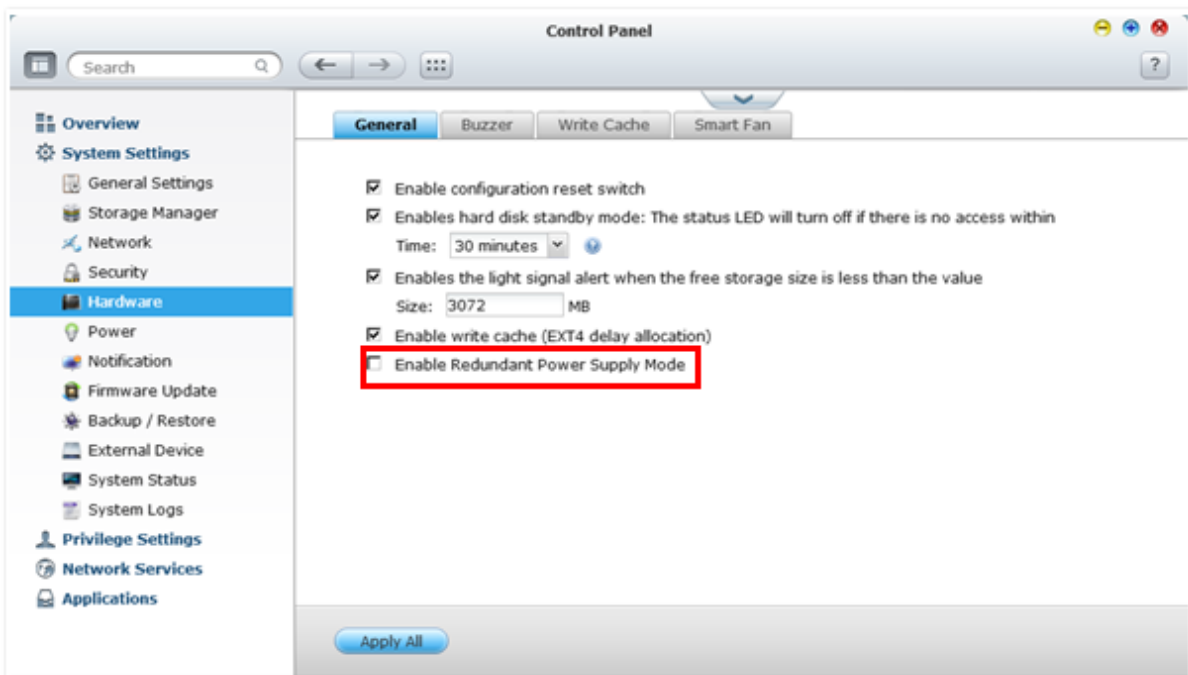 Control Panel
Search
?
Overview
System Settings
General Settings
Storage Manager
Network
Security
Hardware
Power
Notification
Firmware Update
Backup / Restore
External Device
System Status
System Logs
Privilege Settings
Network Services
Applications
General Buzzer Write Cache Smart Fan
Enable configuration reset switch
Enables hard disk standby mode: The status LED will turn off if there is no access within
Time: 30 minutes
Enables the light signal alert when the free storage size is less than the value
Size: 3072 MB
Enable write cache (EXT4 delay allocation)
Enable Redundant Power Supply Mode
Apply All